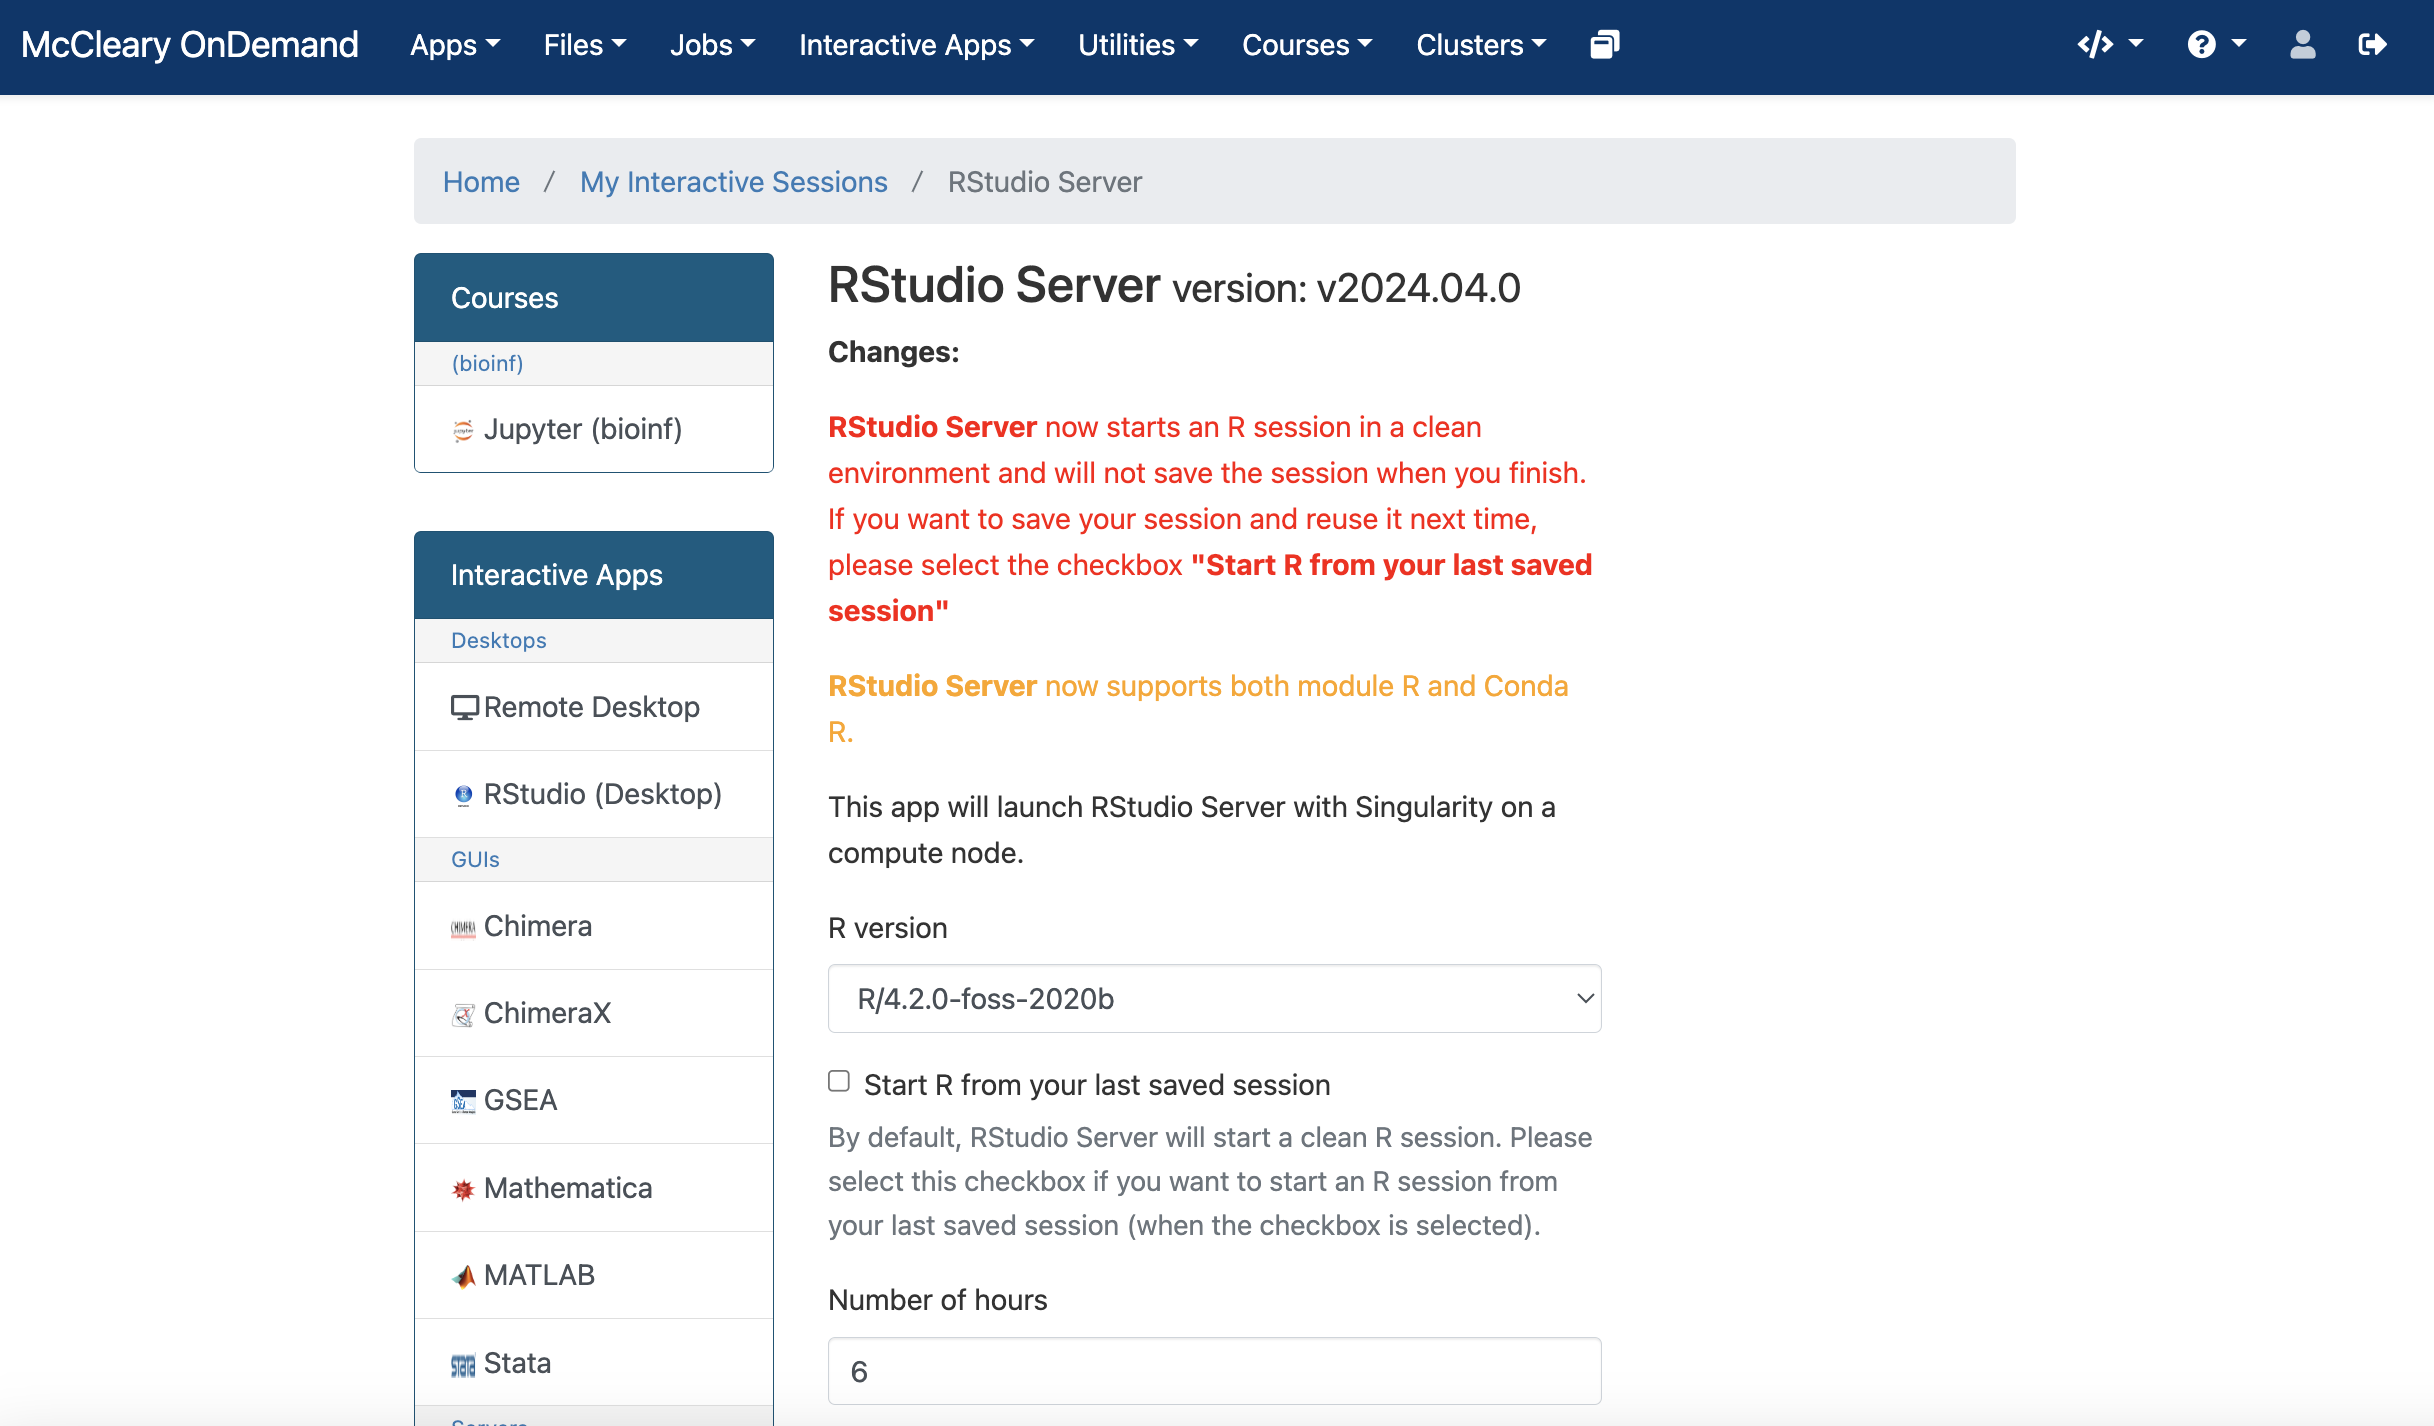 McCleary OnDemand Apps Files Jobs Interactive Apps Utilities Courses Clusters
Home / My Interactive Sessions / RStudio Server
Courses
(bioinf)
Jupyter (bioinf)
Interactive Apps
Desktops
Remote Desktop
RStudio (Desktop)
GUIs
Chimera
ChimeraX
GSEA
Mathematica
MATLAB
Stata
RStudio Server version: v2024.04.0
Changes:
RStudio Server now starts an R session in a clean
environment and will not save the session when you finish.
If you want to save your session and reuse it next time,
please select the checkbox "Start R from your last saved
session"
RStudio Server now supports both module R and Conda
R.
This app will launch RStudio Server with Singularity on a
compute node.
R version
R/4.2.0-foss-2020b
Start R from your last saved session
By default, RStudio Server will start a clean R session. Please
select this checkbox if you want to start an R session from
your last saved session (when the checkbox is selected).
Number of hours
6